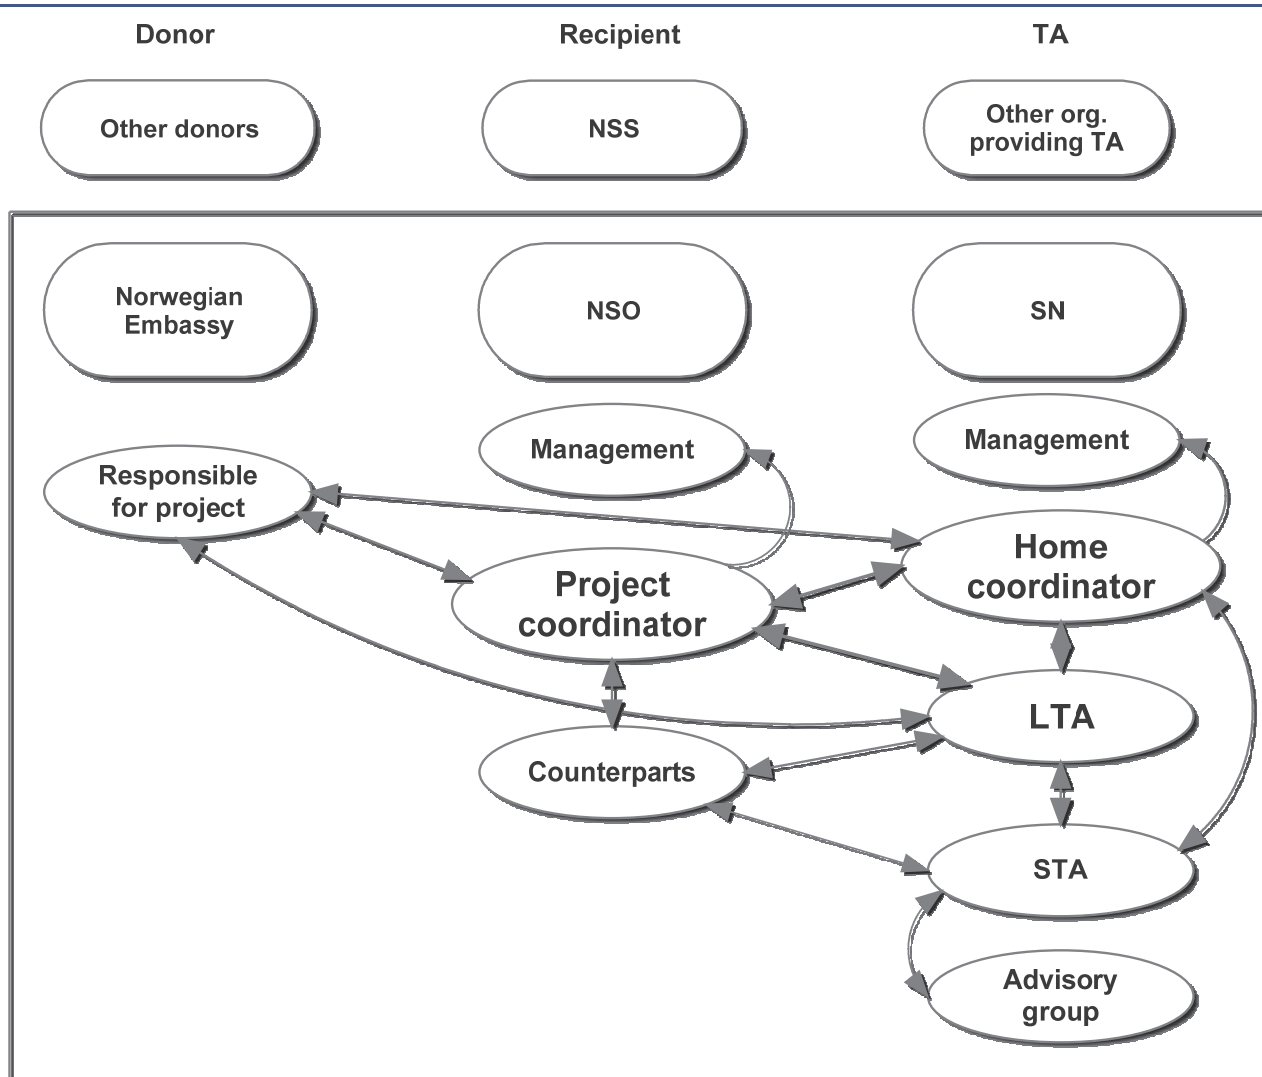 Donor
Recipient
TA
Other donors
NSS
Other org.
providing TA
Norwegian
Embassy
NSO
SN
Management
Management
Responsible
for project
Home
coordinator
Project
coordinator
LTA
Counterparts
STA
Advisory
group